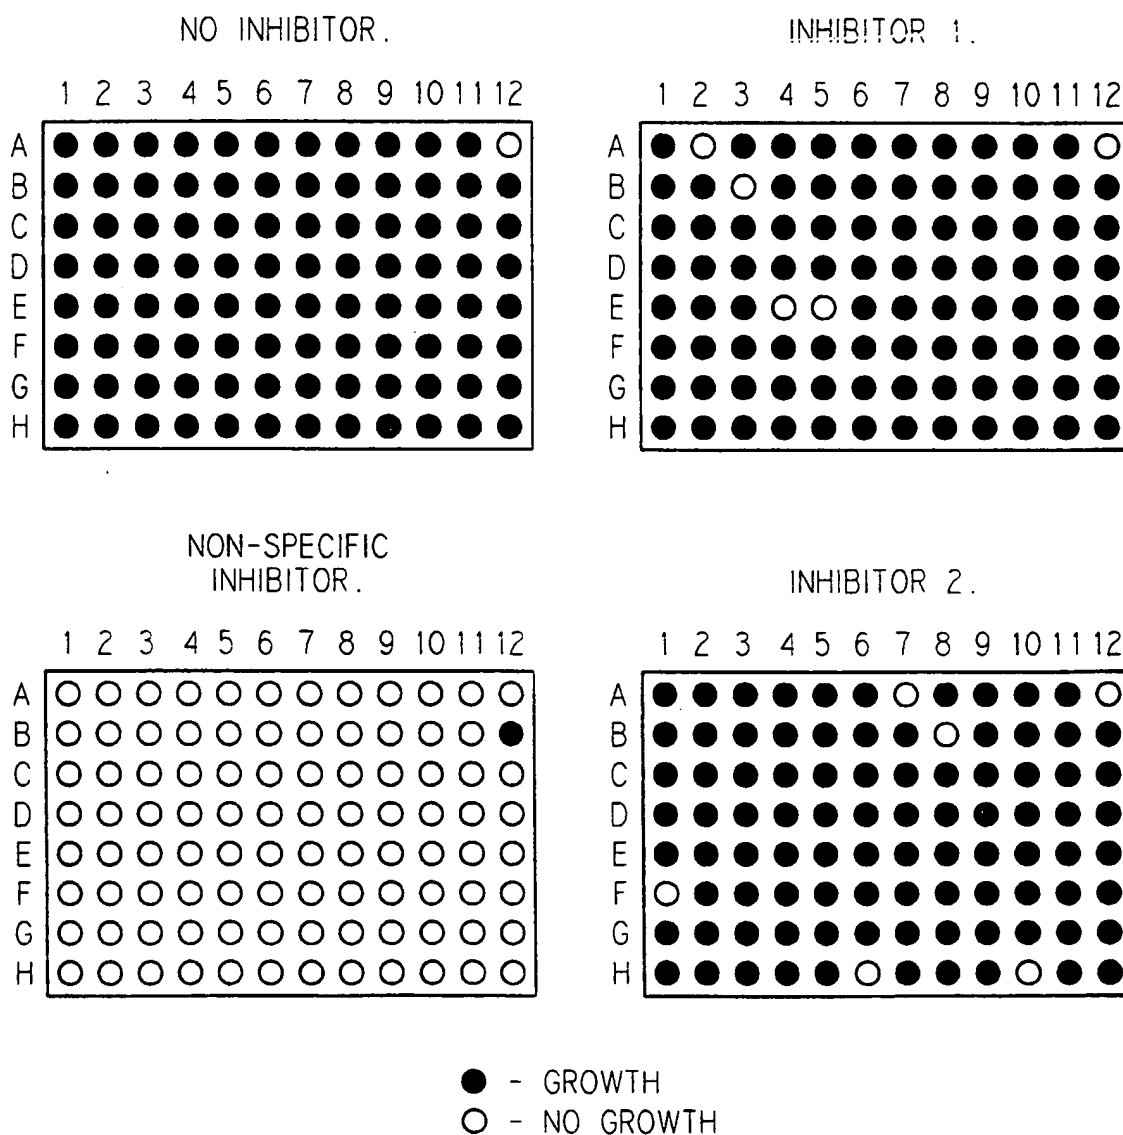 NO INHIBITOR.
1 2 3 4 5 6 7 8 9 10 11 12
A
B
C
D
E
F
G
H
INHIBITOR 1.
1 2 3 4 5 6 7 8 9 10 11 12
A
B
C
D
E
F
G
H
NON-SPECIFIC
INHIBITOR.
1 2 3 4 5 6 7 8 9 10 11 12
A
B
C
D
E
F
G
H
INHIBITOR 2.
1 2 3 4 5 6 7 8 9 10 11 12
A
B
C
D
E
F
G
H
● - GROWTH
○ - NO GROWTH